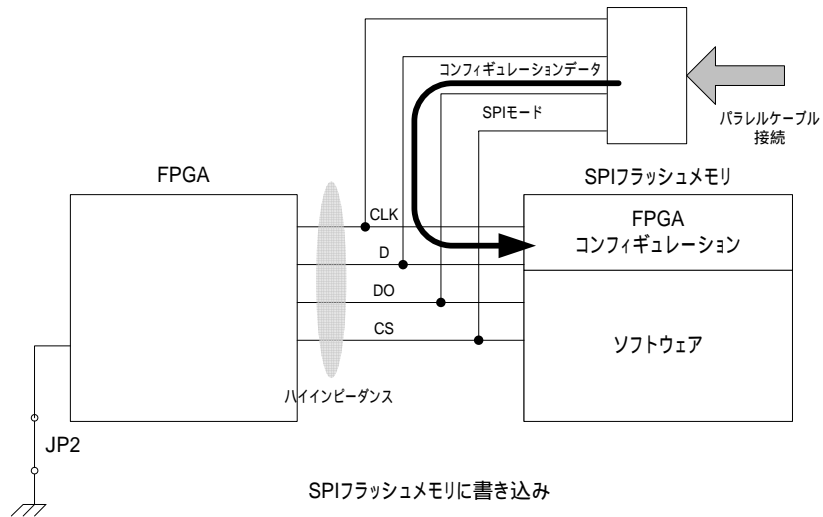 コンフィギュレーションデータ
SPIモード
パラレルケーブル
接続
FPGA
SPIフラッシュメモリ
CLK
FPGA
コンフィギュレーション
D
DO
CS
ソフトウェア
ハイインピーダンス
JP2
SPIフラッシュメモリに書き込み